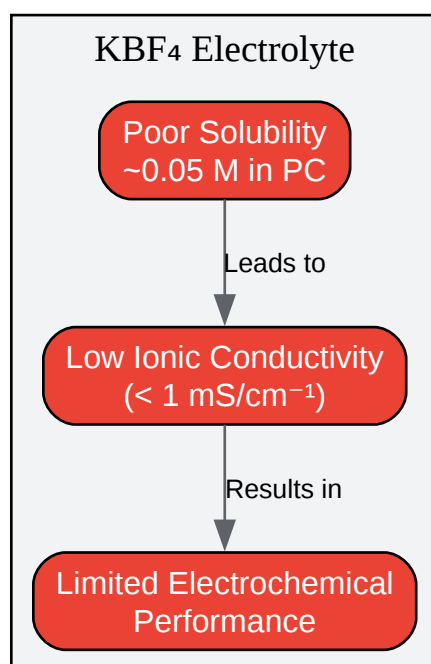 KBF₄ Electrolyte
Poor Solubility
~0.05 M in PC
Leads to
Low Ionic Conductivity
(< 1 mS/cm⁻¹)
Results in
Limited Electrochemical
Performance